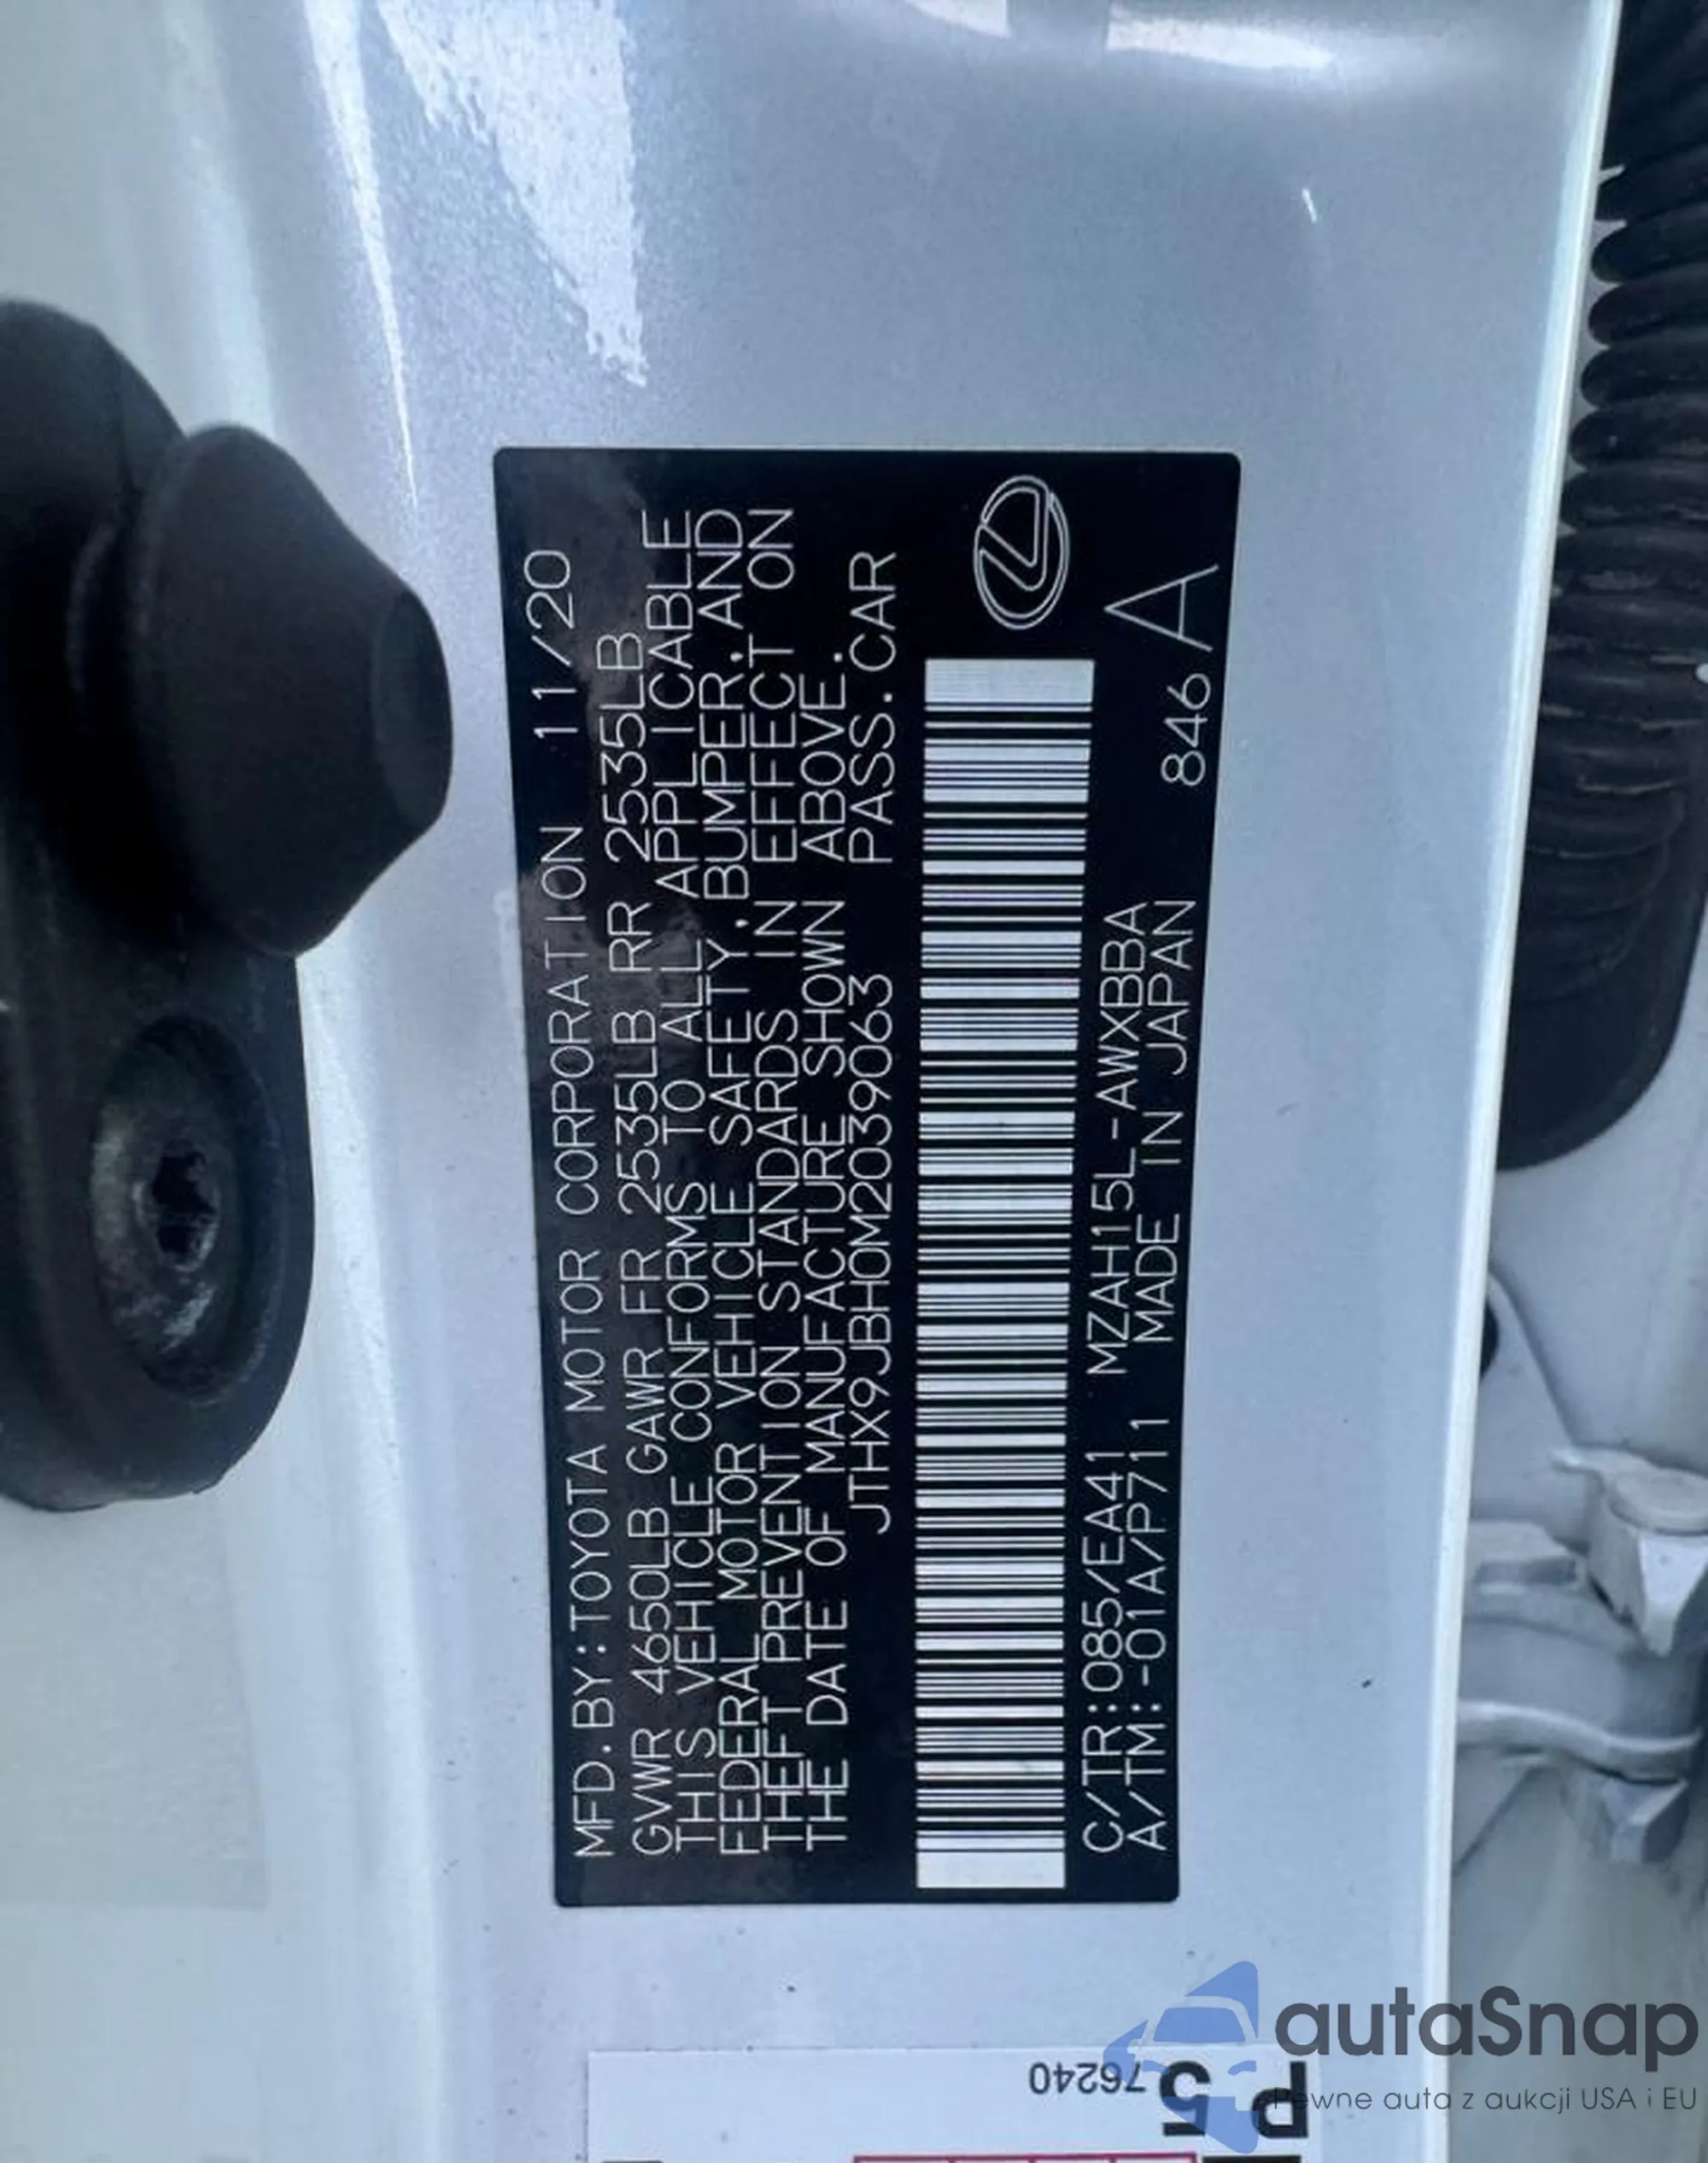 MFD.BY:TOYOTA MOTOR CORPORATION 11/20
GVWR 4650LB GAWR FR 2535LB RR 2535LB
THIS VEHICLE CONFORMS TO ALL APPLICABLE
FEDERAL MOTOR VEHICLE SAFETY,BUMPER,AND
THEFT PREVENTION STANDARDS IN EFFECT ON
THE DATE OF MANUFACTURE SHOWN ABOVE.
JTHX9JBH0M2039063 PASS.CAR
C/TR:085/EA41 MZAH15L-AWXBBA
A/TM:-01A/P711 MADE IN JAPAN 846 A
76240
P 5
autaSnap
Pewne auta z aukcji USA i EU